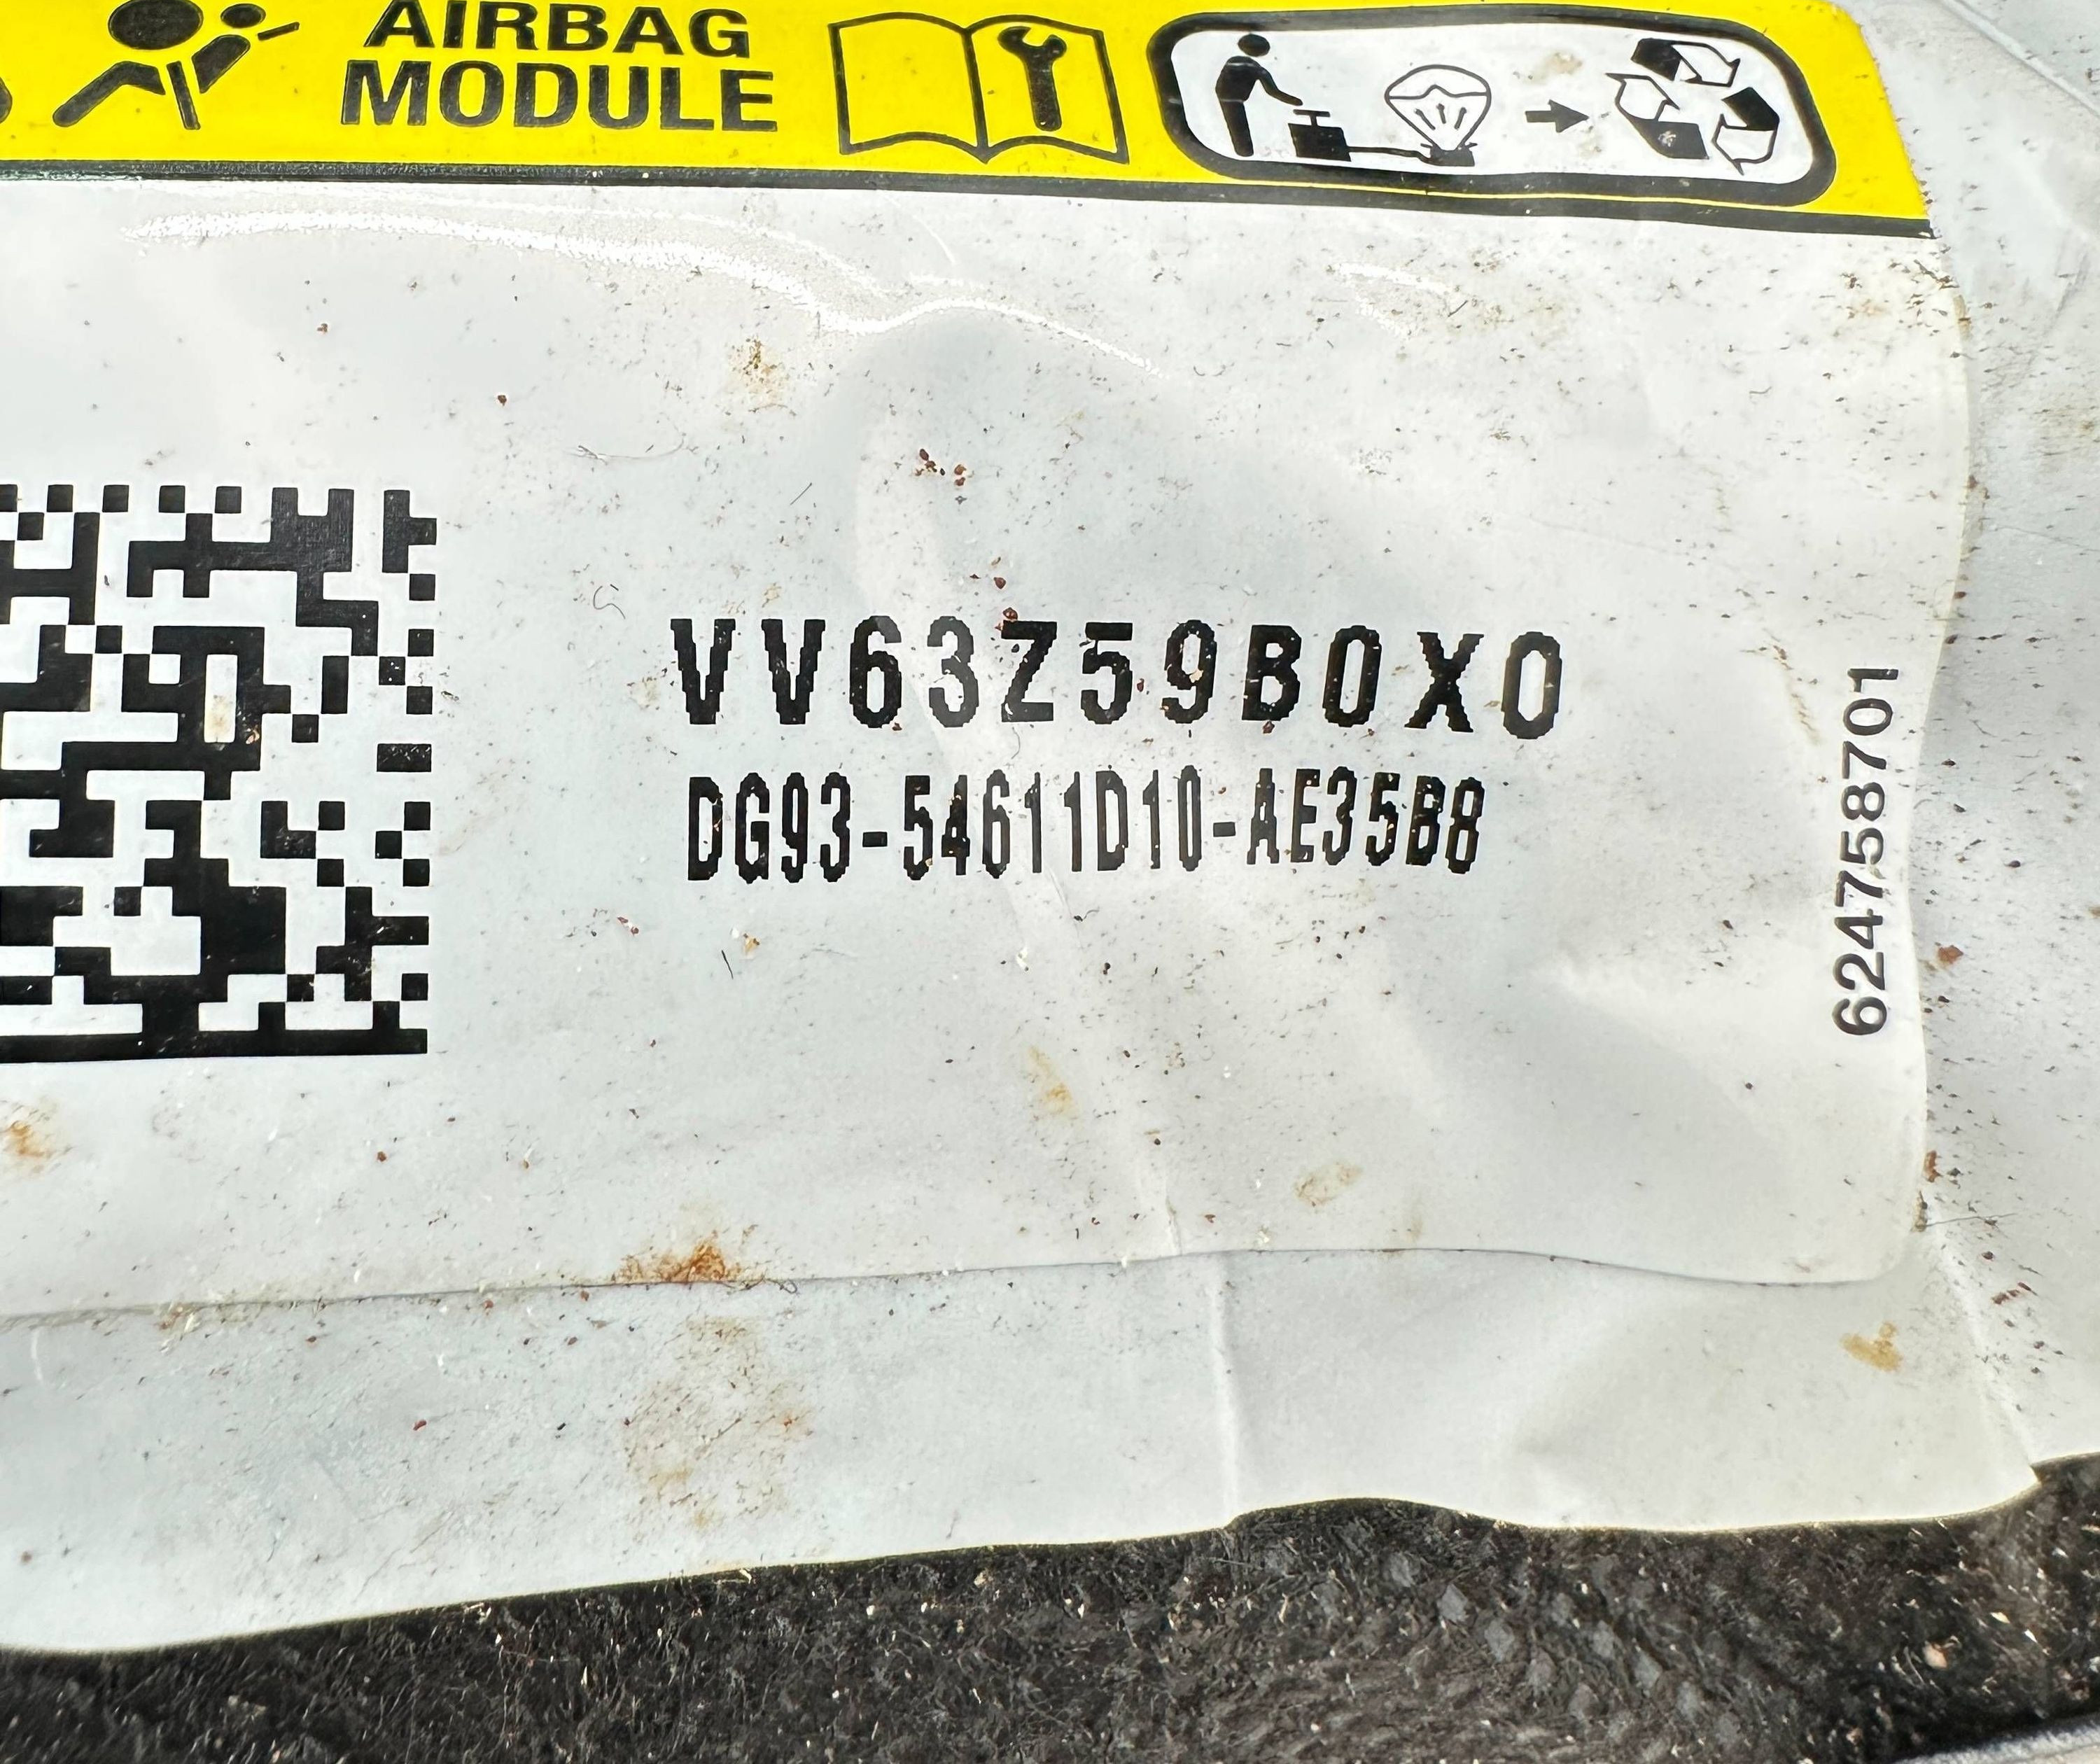 AIRBAG
MODULE
VV63Z59B0X0
DG93-54611D10-AE35B8
624758701